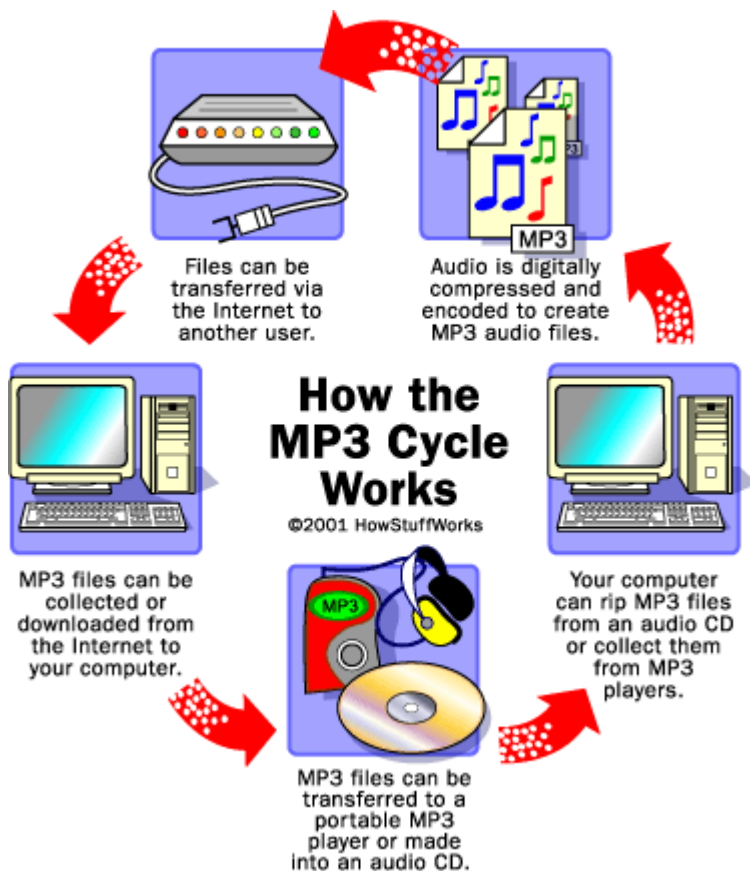 MP3
Files can be
transferred via
the Internet to
another user.
Audio is digitally
compressed and
encoded to create
MP3 audio files.
How the
MP3 Cycle
Works
©2001 HowStuffWorks
MP3 files can be
collected or
downloaded from
the Internet to
your computer.
MP3
Your computer
can rip MP3 files
from an audio CD
or collect them
from MP3
players.
MP3 files can be
transferred to a
portable MP3
player or made
into an audio CD.